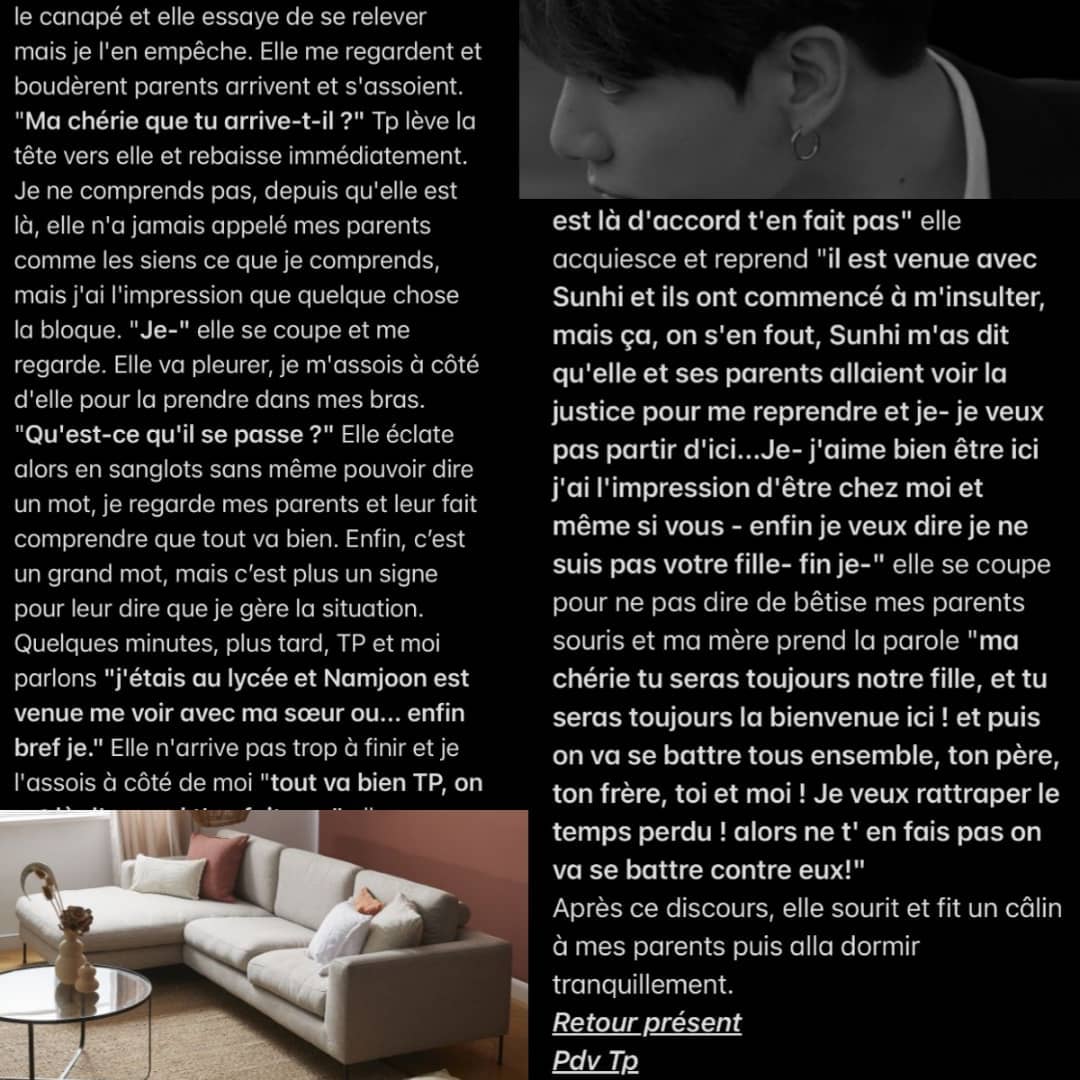 le canapé et elle essaye de se relever
mais je l'en empêche. Elle me regardent et
boudèrent parents arrivent et s'assoient.
"Ma chérie que tu arrive-t-il ?" Tp lève la
tête vers elle et rebaisse immédiatement.
Je ne comprends pas, depuis qu'elle est
là, elle n'a jamais appelé mes parents
comme les siens ce que je comprends,
mais j'ai l'impression que quelque chose
la bloque. "Je-" elle se coupe et me
regarde. Elle va pleurer, je m'assois à côté
d'elle pour la prendre dans mes bras.
"Qu'est-ce qu'il se passe ?" Elle éclate
alors en sanglots sans même pouvoir dire
un mot, je regarde mes parents et leur fait
comprendre que tout va bien. Enfin, c’est
un grand mot, mais c’est plus un signe
pour leur dire que je gère la situation.
Quelques minutes, plus tard, TP et moi
parlons "j'étais au lycée et Namjoon est
venue me voir avec ma sœur ou... enfin
bref je." Elle n'arrive pas trop à finir et je
l'assois à côté de moi "tout va bien TP, on
est là d'accord t'en fait pas" elle
acquiesce et reprend "il est venue avec
Sunhi et ils ont commencé à m'insulter,
mais ça, on s'en fout, Sunhi m'as dit
qu'elle et ses parents allaient voir la
justice pour me reprendre et je- je veux
pas partir d'ici...Je- j'aime bien être ici
j'ai l'impression d'être chez moi et
même si vous - enfin je veux dire je ne
suis pas votre fille- fin je-" elle se coupe
pour ne pas dire de bêtise mes parents
souris et ma mère prend la parole "ma
chérie tu seras toujours notre fille, et tu
seras toujours la bienvenue ici ! et puis
on va se battre tous ensemble, ton père,
ton frère, toi et moi ! Je veux rattraper le
temps perdu ! alors ne t' en fais pas on
va se battre contre eux!"
Après ce discours, elle sourit et fit un câlin
à mes parents puis alla dormir
tranquillement.
Retour présent
Pdv Tp